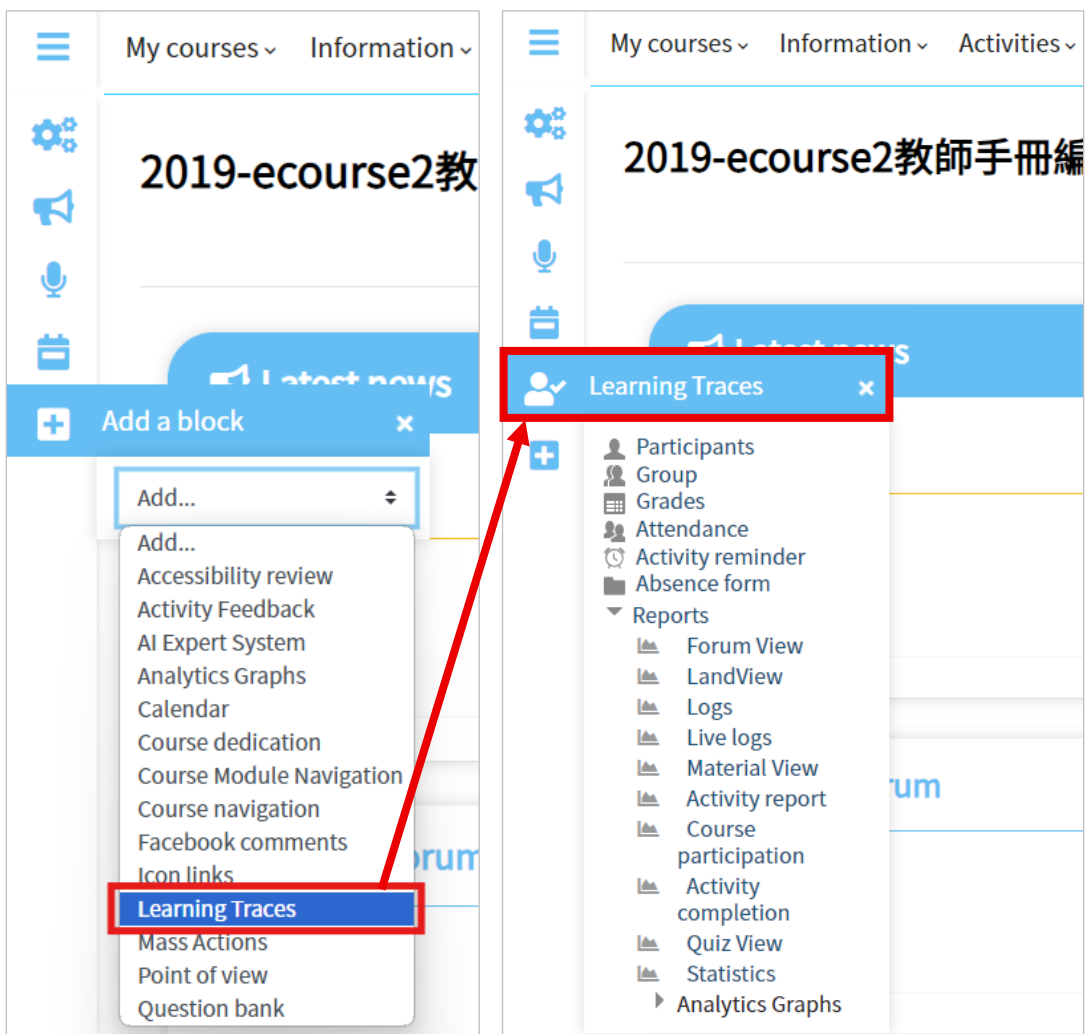 My courses Information
2019-ecourse2教
Latest news
Add a block
Add...
Add...
Accessibility review
Activity Feedback
AI Expert System
Analytics Graphs
Calendar
Course dedication
Course Module Navigation
Course navigation
Facebook comments
Icon links
Learning Traces
Mass Actions
Point of view
Question bank
orum
My courses Information Activities
2019-ecourse2教師手冊編
Latest news
Learning Traces
Participants
Group
Grades
Attendance
Activity reminder
Absence form
Reports
Forum View
LandView
Logs
Live logs
Material View
Activity report
Course
participation
Activity
completion
Quiz View
Statistics
Analytics Graphs
rum